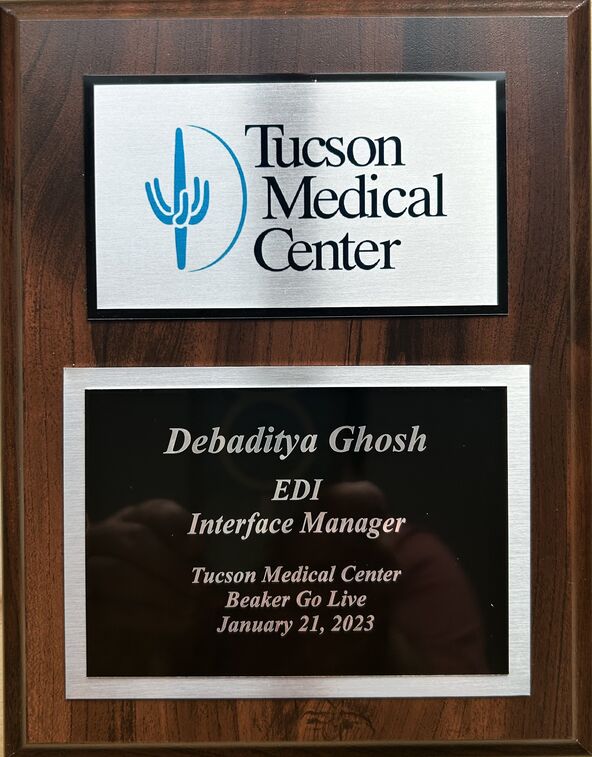 Tucson
Medical
Center
Debaditya Ghosh
EDI
Interface Manager
Tucson Medical Center
Beaker Go Live
January 21, 2023